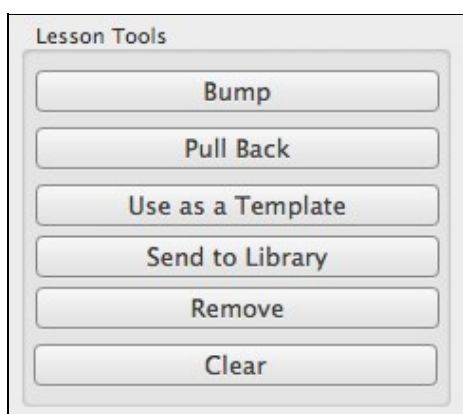 Lesson Tools
Bump
Pull Back
Use as a Template
Send to Library
Remove
Clear